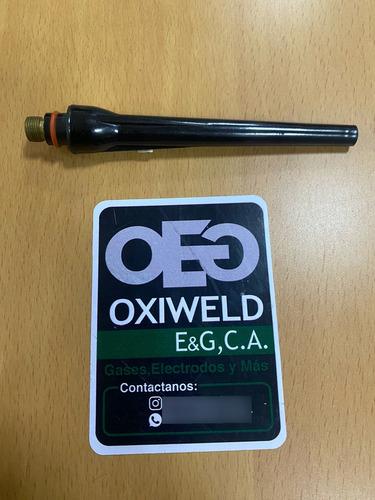 OEG
OXIWELD
E&G,C.A.
Gases,Electrodos y Más
Contactanos: